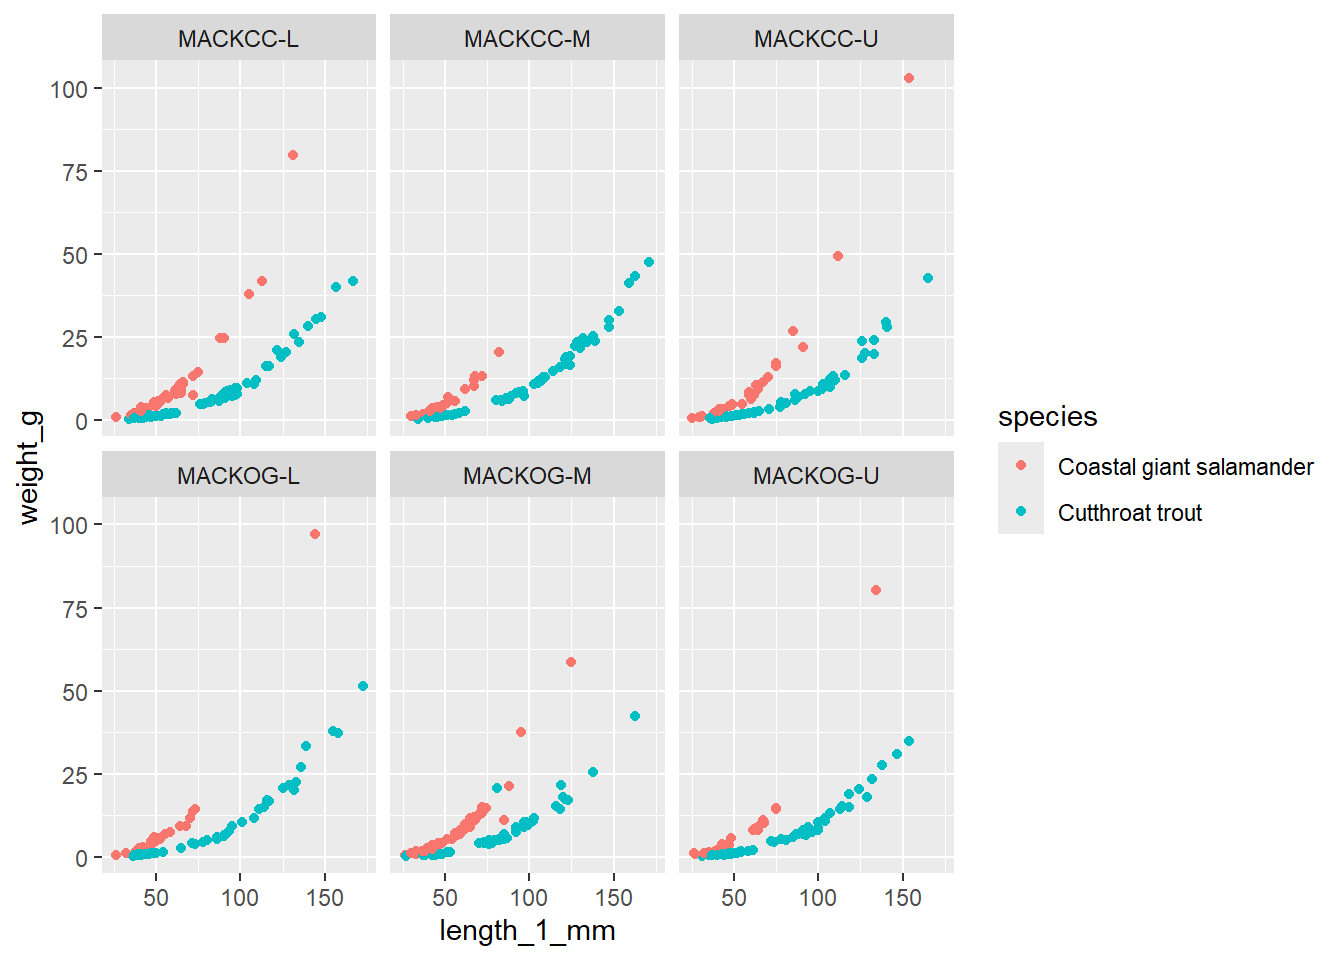 MACKCC-L MACKCC-M MACKCC-U
100
75
50
25
0
MACKOG-L MACKOG-M MACKOG-U
100
75
50
25
0
50 100 150 50 100 150 50 100 150
length_1_mm
weight_g
species
Coastal giant salamander
Cutthroat trout